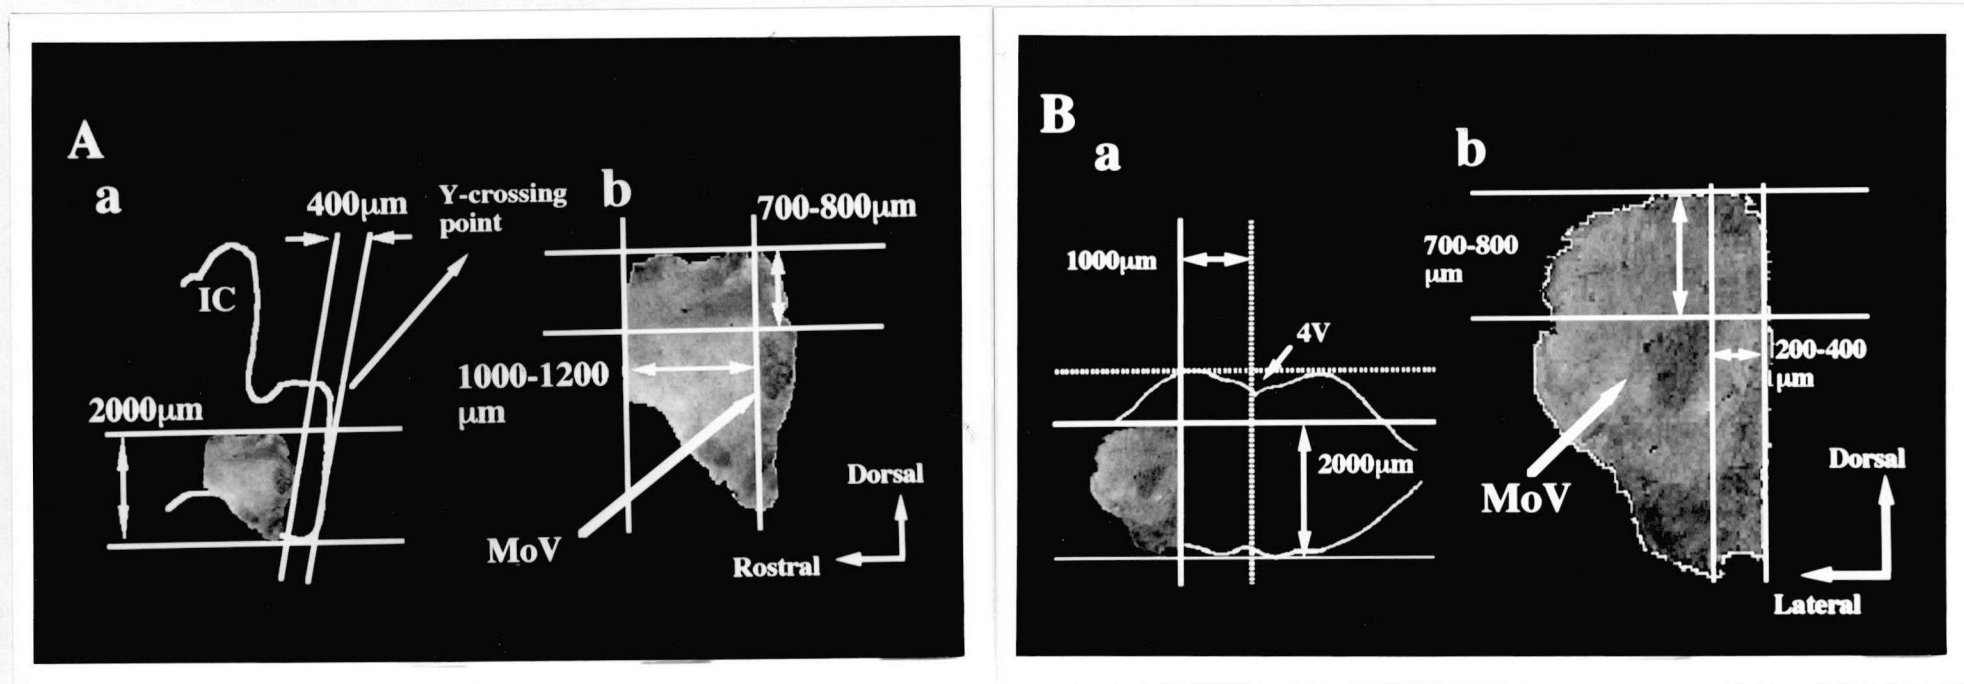 A
a
400μm
Y-crossing
point
IC
2000μm
b
700-800μm
1000-1200
μm
MoV
Dorsal
Rostral
B
a
1000μm
4V
2000μm
b
700-800
μm
200-400
μm
MoV
Dorsal
Lateral